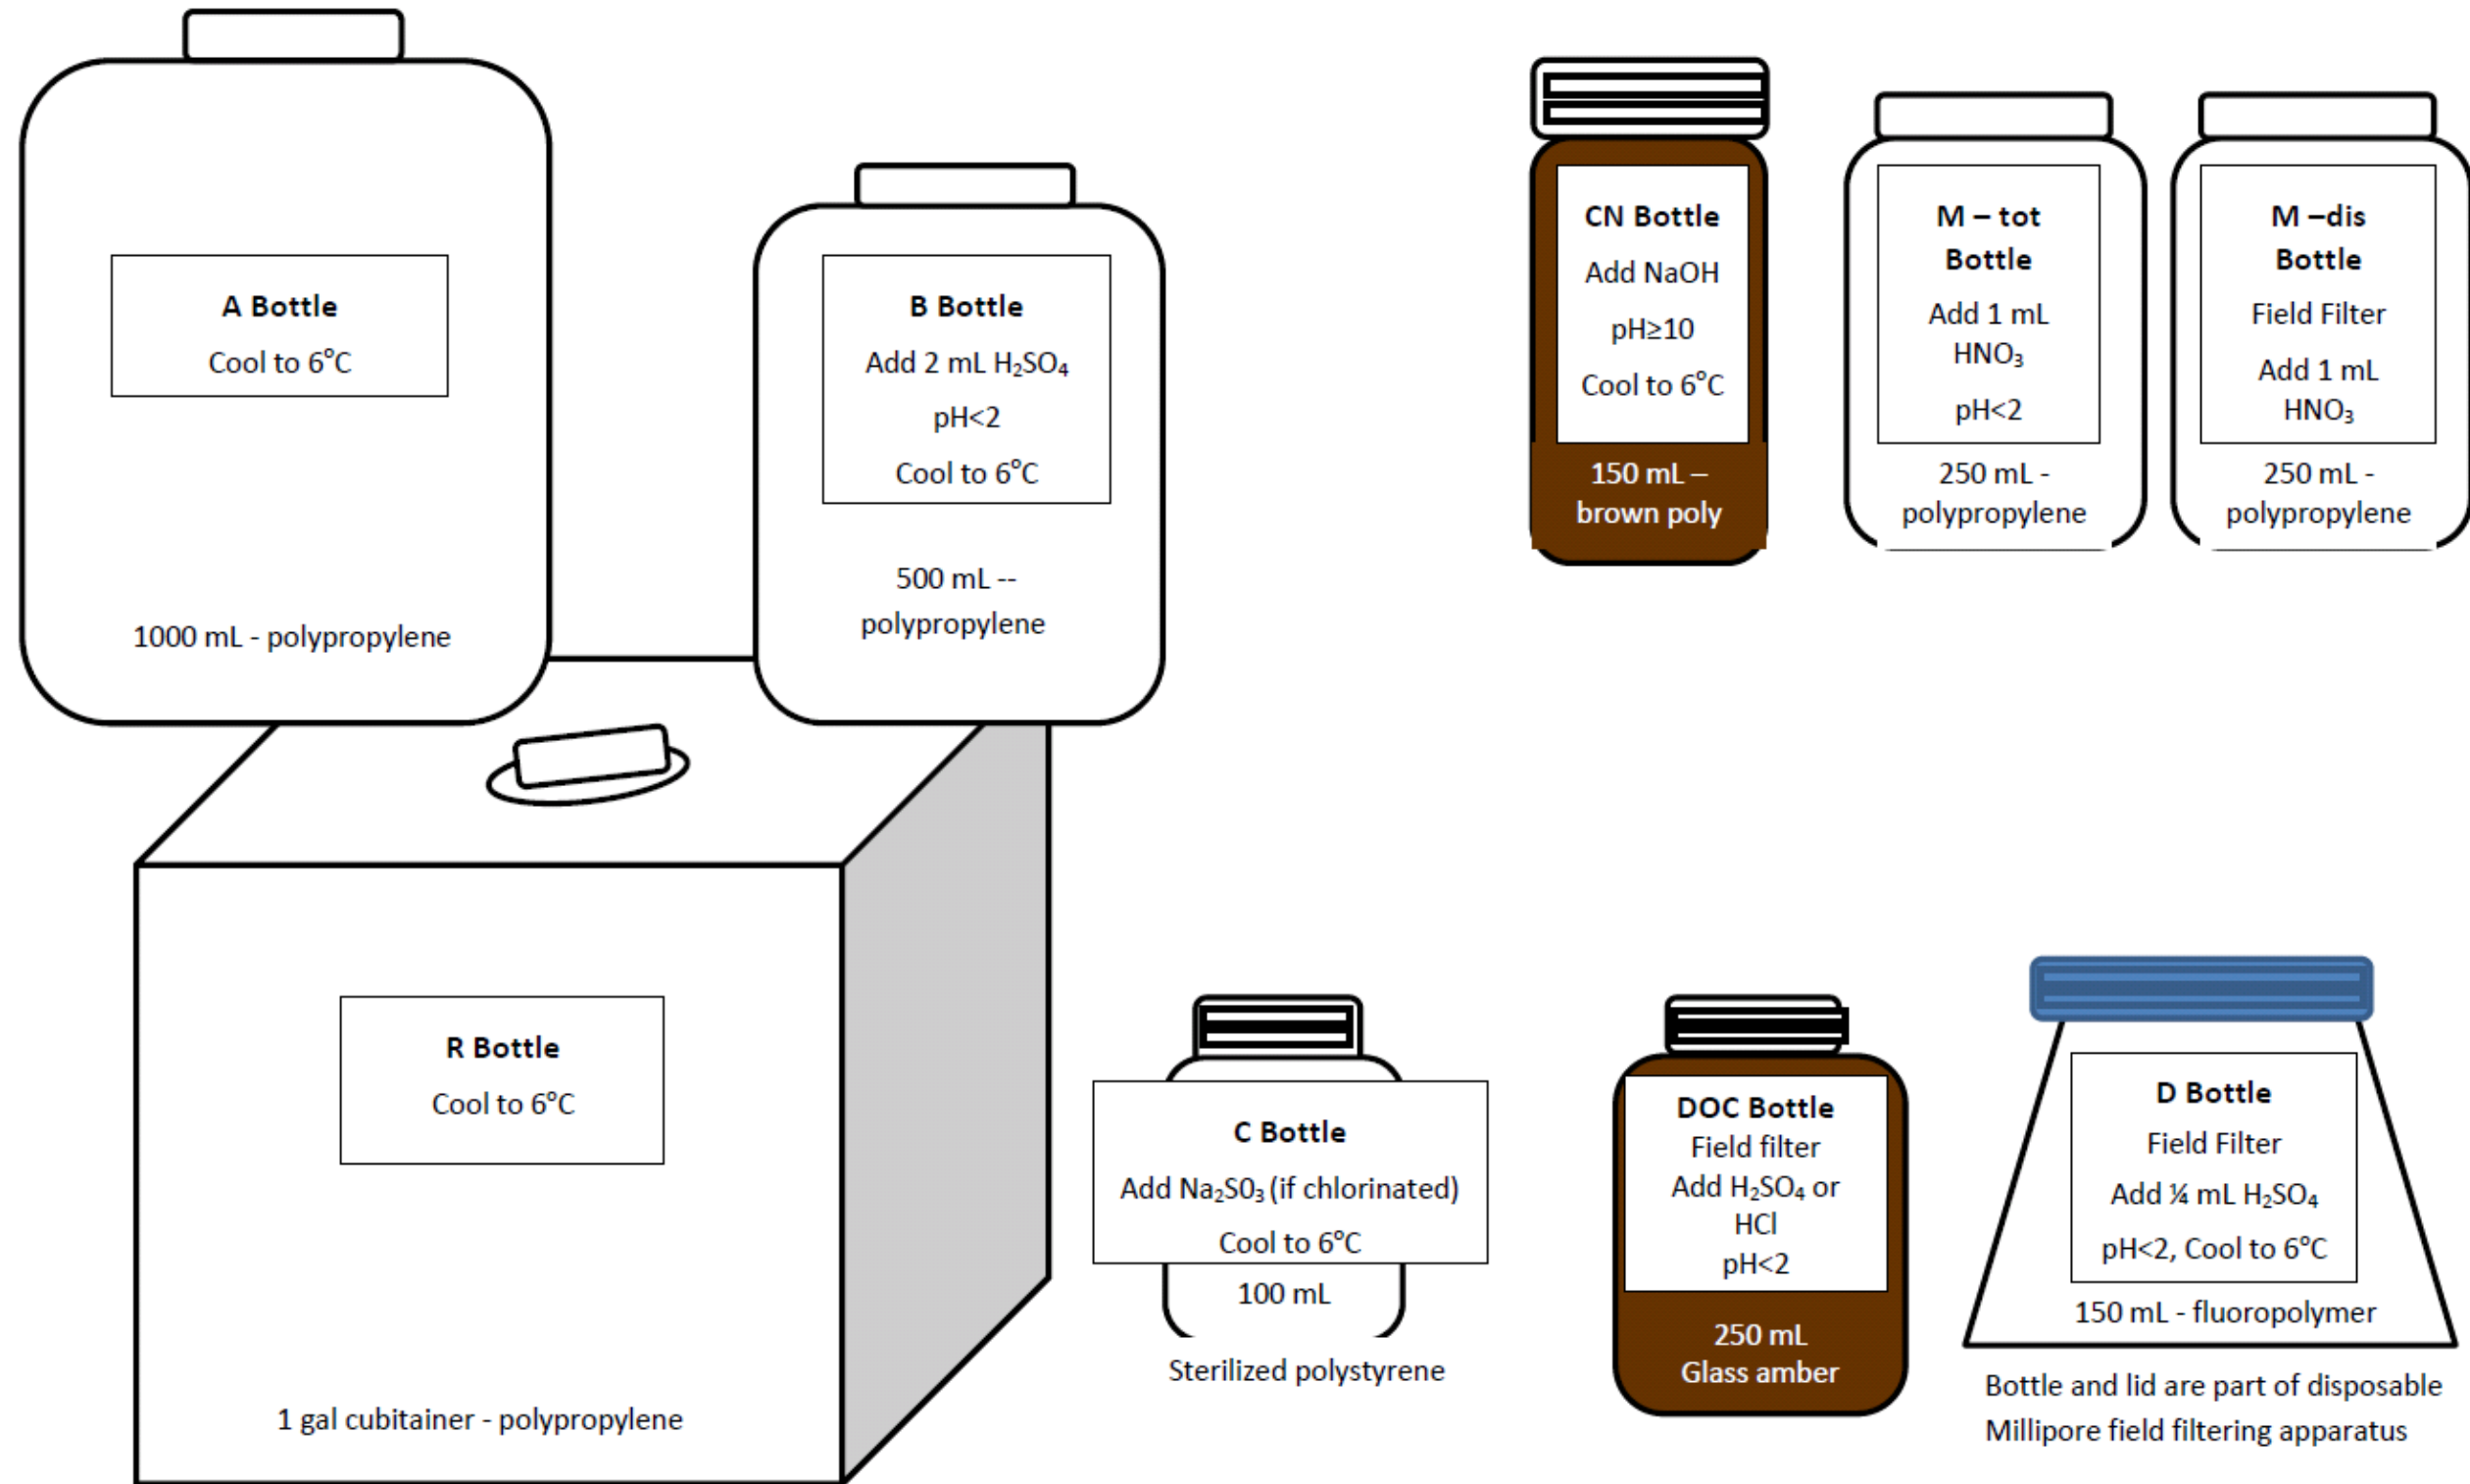 A Bottle
Cool to 6°C
1000 mL - polypropylene
B Bottle
Add 2 mL H₂SO₄
pH<2
Cool to 6°C
500 mL --
polypropylene
CN Bottle
Add NaOH
pH≥10
Cool to 6°C
150 mL –
brown poly
M – tot
Bottle
Add 1 mL
HNO₃
pH<2
250 mL -
polypropylene
M –dis
Bottle
Field Filter
Add 1 mL
HNO₃
250 mL -
polypropylene
R Bottle
Cool to 6°C
1 gal cubitainer - polypropylene
C Bottle
Add Na₂S0₃ (if chlorinated)
Cool to 6°C
100 mL
Sterilized polystyrene
DOC Bottle
Field filter
Add H₂SO₄ or
HCl
pH<2
250 mL
Glass amber
D Bottle
Field Filter
Add ¼ mL H₂SO₄
pH<2, Cool to 6°C
150 mL - fluoropolymer
Bottle and lid are part of disposable
Millipore field filtering apparatus